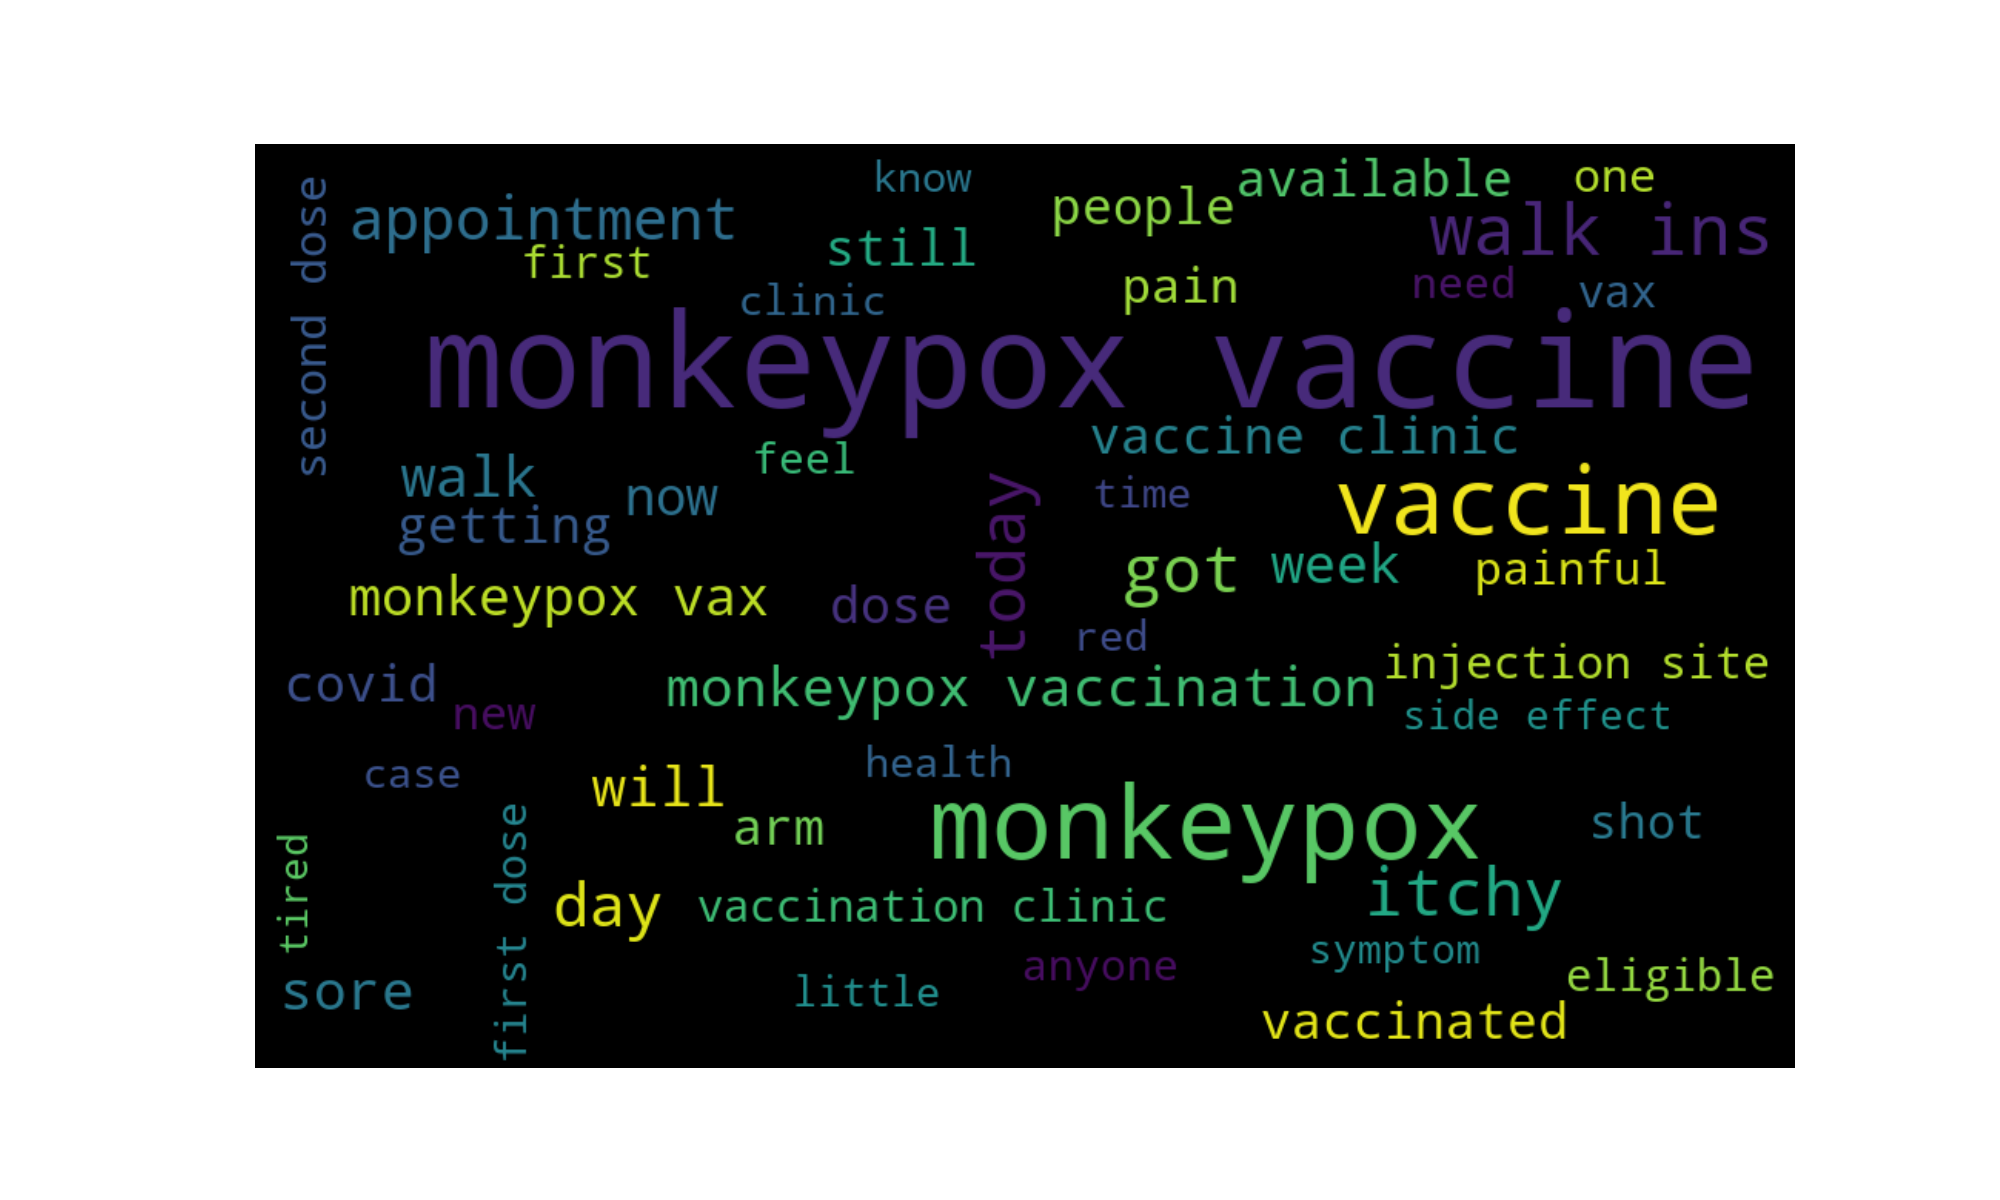 know
available
one
second dose
appointment
people
walk ins
first
still
pain
need
vax
clinic
monkeypox vaccine
vaccine clinic
feel
walk
now
today
time
vaccine
getting
got
week
painful
monkeypox vax
dose
red
injection site
covid
new
monkeypox vaccination
side effect
case
health
will
arm
monkeypox
shot
tired
first dose
day
vaccination clinic
itchy
symptom
anyone
eligible
sore
little
vaccinated